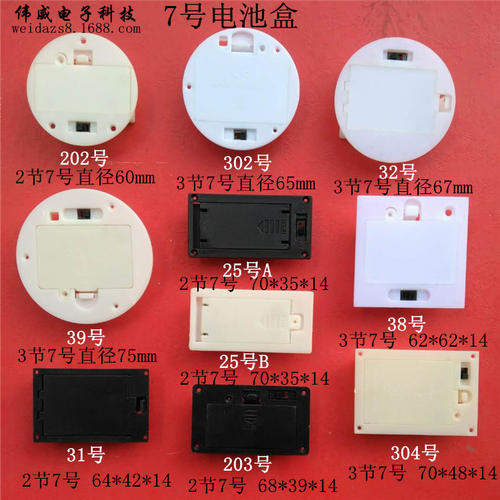 伟威电子科技
weidazs8.1688.com
7号电池盒
202号
2节7号直径60mm
302号
3节7号直径65mm
32号
3节7号直径67mm
39号
3节7号直径75mm
25号A
2节7号 70*35*14
25号B
2节7号 70*35*14
38号
3节7号 62*62*14
31号
2节7号 64*42*14
203号
2节7号 68*39*14
304号
3节7号 70*48*14